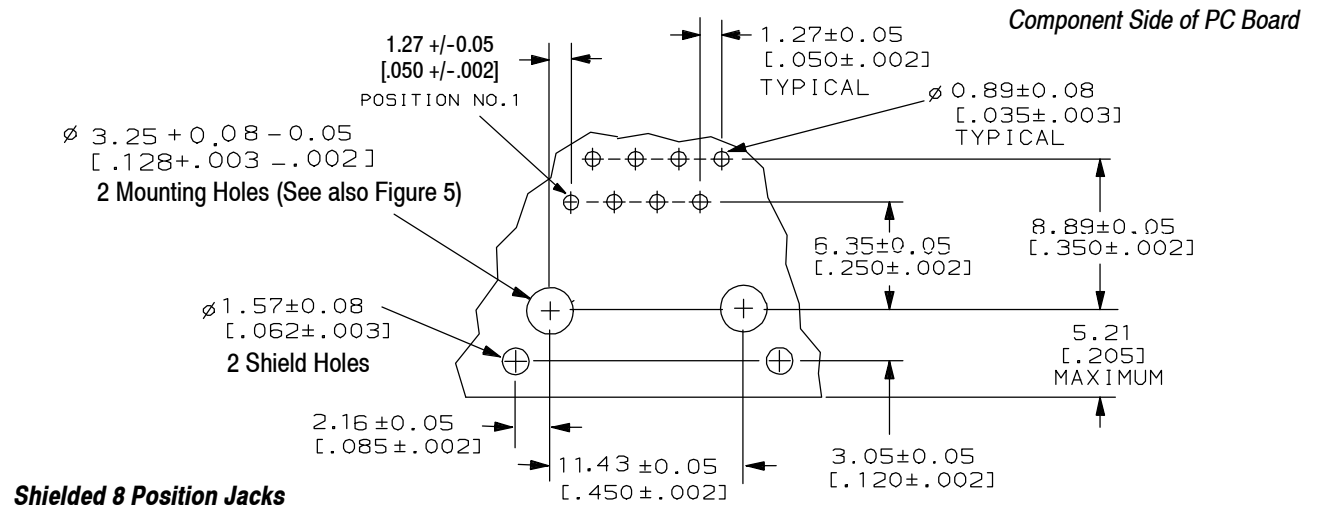 Component Side of PC Board
1.27 +/-0.05
[.050 +/-.002]
POSITION NO.1
1.27±0.05
[.050±.002]
TYPICAL
⌀ 0.89±0.08
[.035±.003]
TYPICAL
⌀ 3.25 +0.08 -0.05
[.128+.003 -.002]
2 Mounting Holes (See also Figure 5)
8.89±0.05
[.350±.002]
6.35±0.05
[.250±.002]
⌀1.57±0.08
[.062±.003]
2 Shield Holes
5.21
[.205]
MAXIMUM
2.16±0.05
[.085±.002]
11.43 ±0.05
[.450±.002]
3.05±0.05
[.120±.002]
Shielded 8 Position Jacks